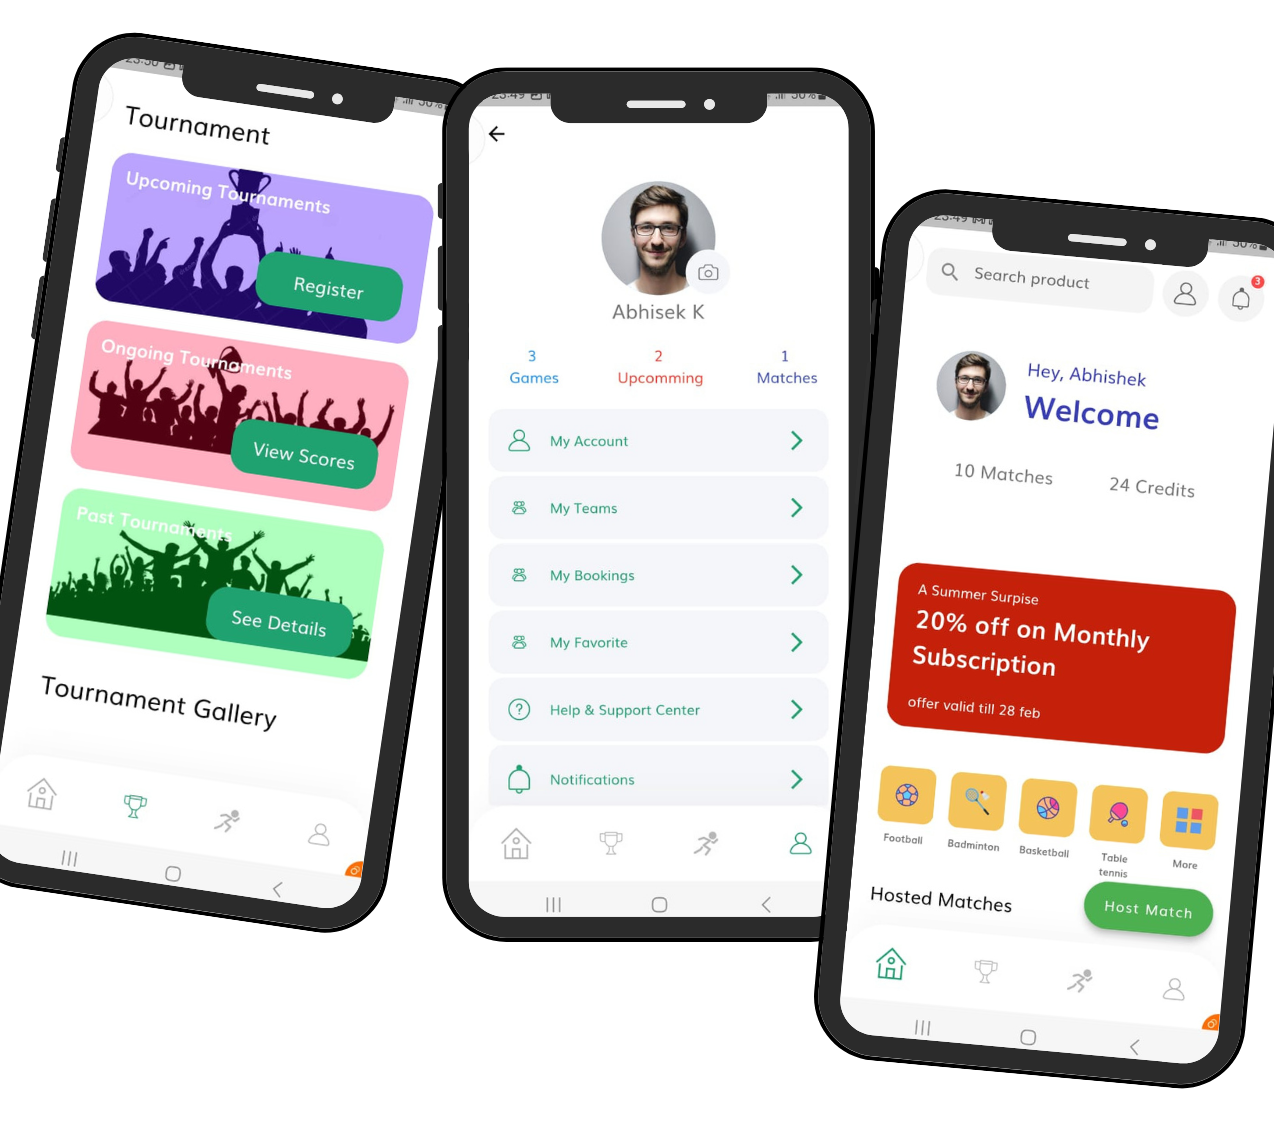 Tournament
Upcoming Tournaments
Register
Ongoing Tournaments
View Scores
Past Tournaments
See Details
Tournament Gallery
Abhisek K
3
Games
2
Upcomming
1
Matches
My Account
My Teams
My Bookings
My Favorite
Help & Support Center
Notifications
Search product
3
Hey, Abhishek
Welcome
10 Matches
24 Credits
A Summer Surpise
20% off on Monthly
Subscription
offer valid till 28 feb
Football
Badminton
Basketball
Table
tennis
More
Hosted Matches
Host Match